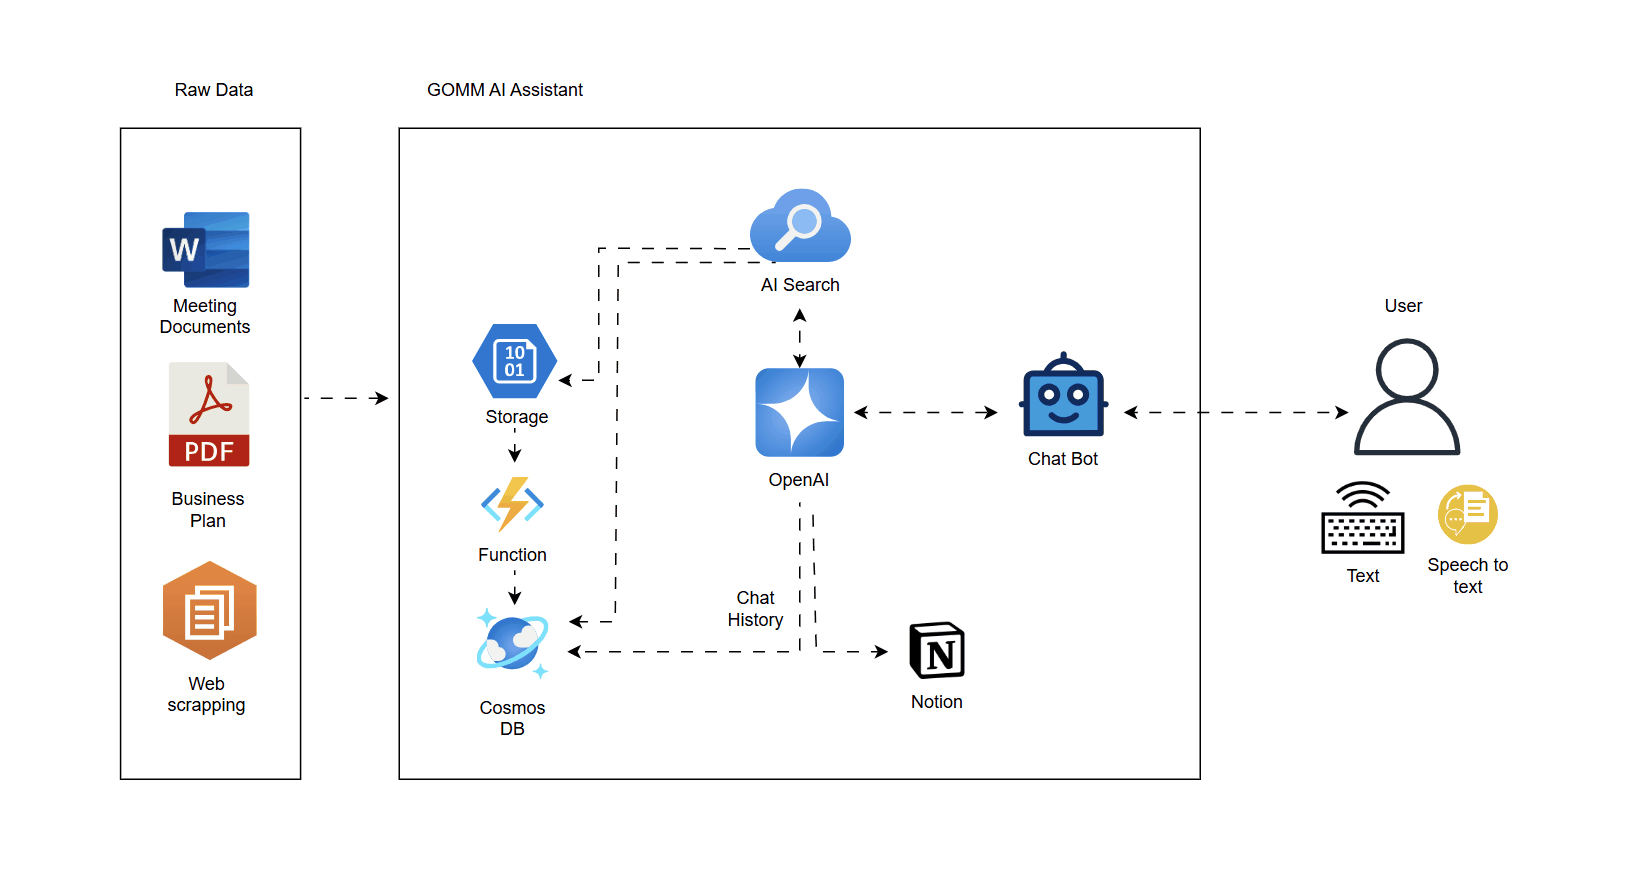 Raw Data
GOMM AI Assistant
W
Meeting
Documents
PDF
Business
Plan
Web
scrapping
AI Search
10
01
Storage
Function
Cosmos
DB
OpenAI
Chat
History
N
Notion
Chat Bot
User
Text
Speech to
text